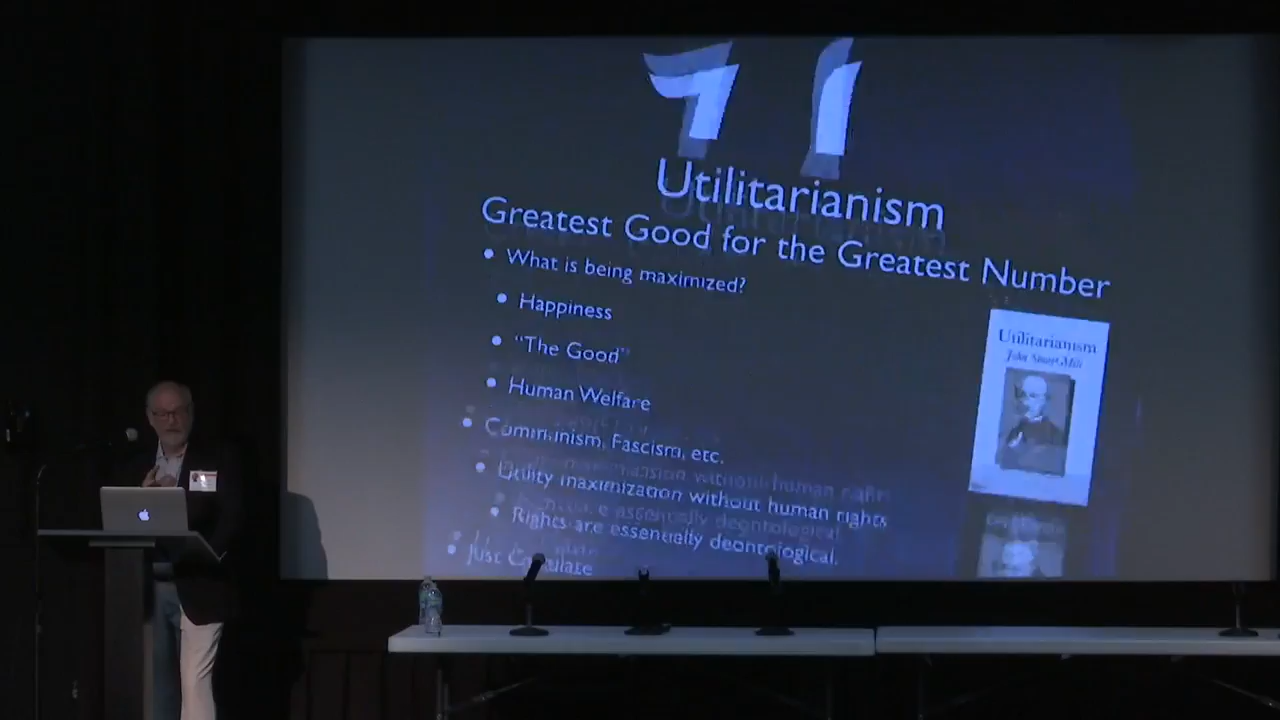 Utilitarianism
Greatest Good for the Greatest Number
• What is being maximized?
• Happiness
• "The Good"
• Human Welfare
• Communism, Fascism, etc.
• Utility maximization without human rights
• Rights are essentially deontological.
• Just Calculate
Utilitarianism
John Stuart Mill